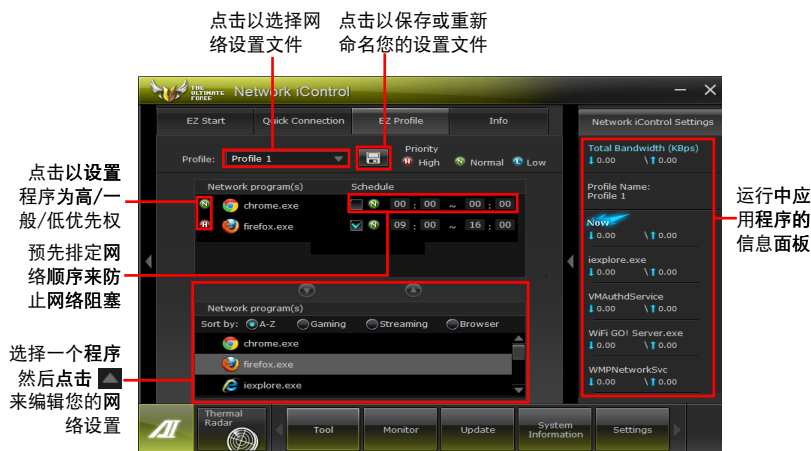 点击以选择网
络设置文件
点击以保存或重新
命名您的设置文件
THE
ULTIMATE
FORCE
Network iControl
EZ Start
Quick Connection
EZ Profile
Info
Network iControl Settings
Profile:
Profile 1
Priority
H High
N Normal
L Low
Total Bandwidth (KBps)
0.00 \ 0.00
Profile Name:
Profile 1
Now
0.00 \ 0.00
iexplore.exe
0.00 \ 0.00
VMAuthdService
0.00 \ 0.00
WiFi GO! Server.exe
0.00 \ 0.00
WMPNetworkSvc
0.00 \ 0.00
点击以设置
程序为高/一
般/低优先权
Network program(s)
Schedule
N chrome.exe
N 00 : 00 ~ 00 : 00
H firefox.exe
N 09 : 00 ~ 16 : 00
预先排定网
络顺序来防
止网络阻塞
运行中应
用程序的
信息面板
Network program(s)
Sort by: A-Z Gaming Streaming Browser
chrome.exe
firefox.exe
iexplore.exe
选择一个程序
然后点击
来编辑您的网
络设置
AI
Thermal
Radar
Tool
Monitor
Update
System
Information
Settings